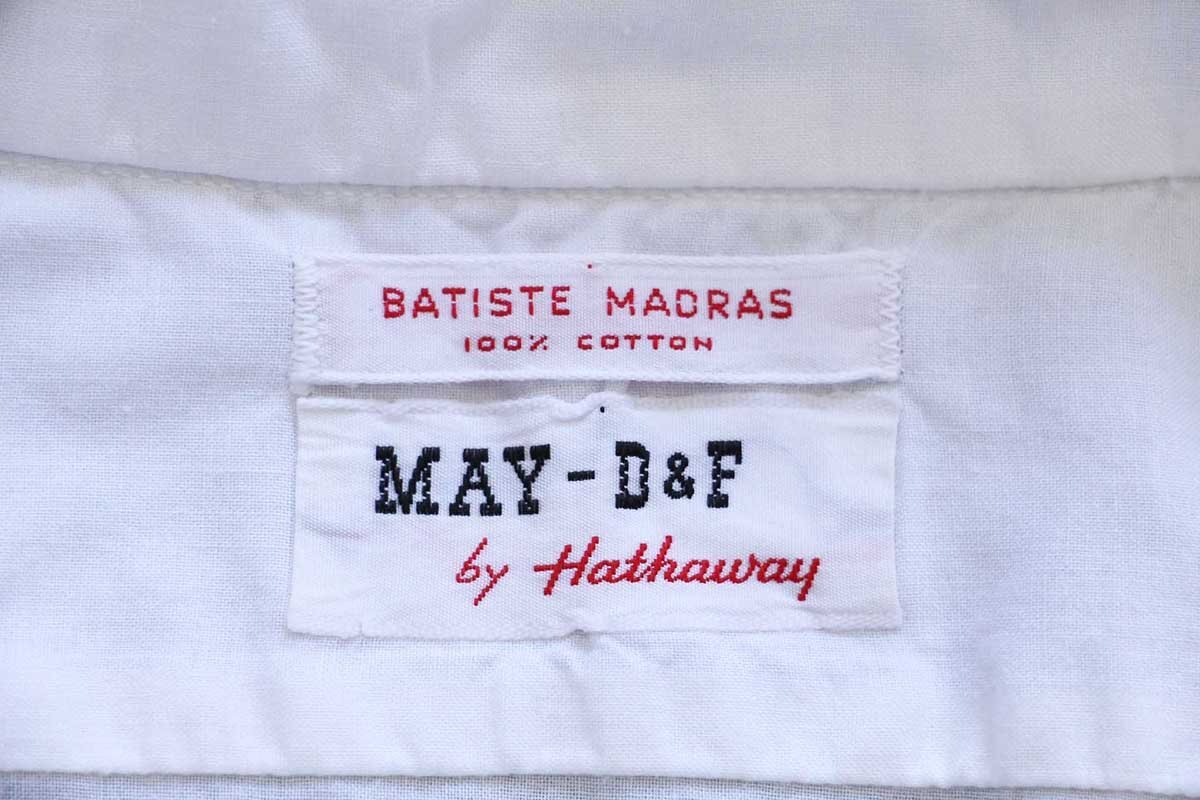 BATISTE MADRAS
100% COTTON
MAY-D&F
by Hathaway